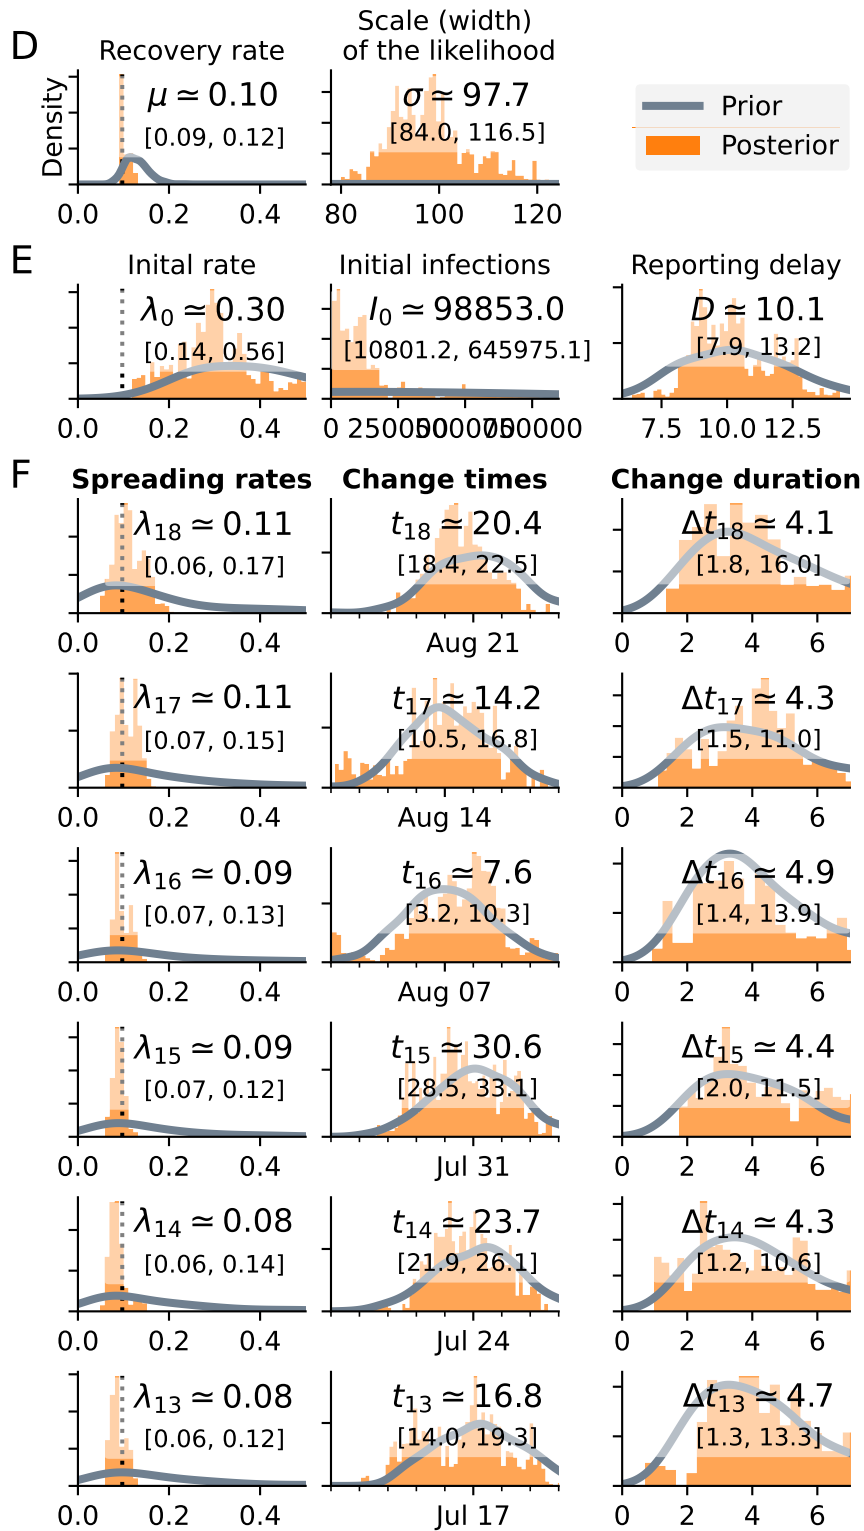 D
Recovery rate
Scale (width)
of the likelihood
Density
μ ≃ 0.10
[0.09, 0.12]
σ ≃ 97.7
[84.0, 116.5]
Prior
Posterior
0.0 0.2 0.4
80 100 120
E
Inital rate
Initial infections
Reporting delay
λ0 ≃ 0.30
[0.14, 0.56]
I0 ≃ 98853.0
[10801.2, 645975.1]
D ≃ 10.1
[7.9, 13.2]
0.0 0.2 0.4
0 250000 500000 750000
7.5 10.0 12.5
F
Spreading rates
Change times
Change duration
λ18 ≃ 0.11
[0.06, 0.17]
t18 ≃ 20.4
[18.4, 22.5]
Δt18 ≃ 4.1
[1.8, 16.0]
0.0 0.2 0.4
Aug 21
0 2 4 6
λ17 ≃ 0.11
[0.07, 0.15]
t17 ≃ 14.2
[10.5, 16.8]
Δt17 ≃ 4.3
[1.5, 11.0]
0.0 0.2 0.4
Aug 14
0 2 4 6
λ16 ≃ 0.09
[0.07, 0.13]
t16 ≃ 7.6
[3.2, 10.3]
Δt16 ≃ 4.9
[1.4, 13.9]
0.0 0.2 0.4
Aug 07
0 2 4 6
λ15 ≃ 0.09
[0.07, 0.12]
t15 ≃ 30.6
[28.5, 33.1]
Δt15 ≃ 4.4
[2.0, 11.5]
0.0 0.2 0.4
Jul 31
0 2 4 6
λ14 ≃ 0.08
[0.06, 0.14]
t14 ≃ 23.7
[21.9, 26.1]
Δt14 ≃ 4.3
[1.2, 10.6]
0.0 0.2 0.4
Jul 24
0 2 4 6
λ13 ≃ 0.08
[0.06, 0.12]
t13 ≃ 16.8
[14.0, 19.3]
Δt13 ≃ 4.7
[1.3, 13.3]
0.0 0.2 0.4
Jul 17
0 2 4 6